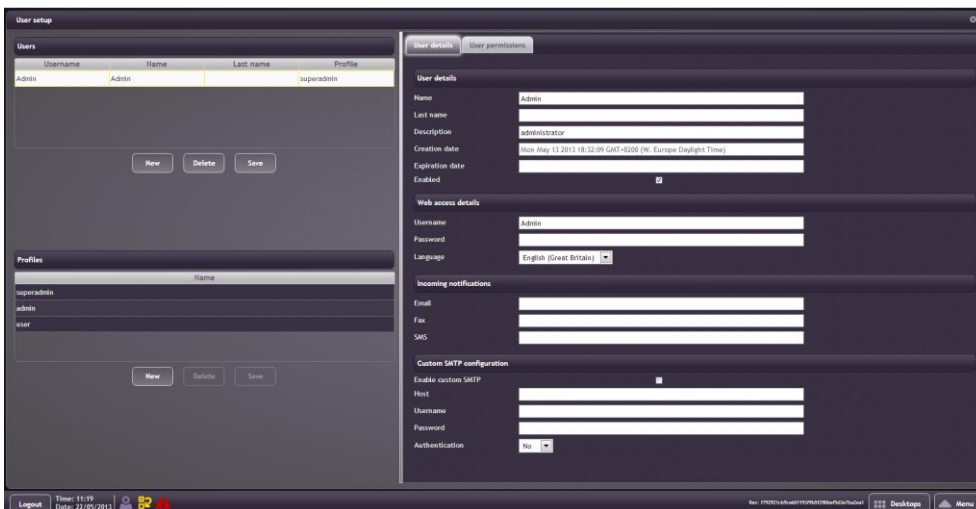 User setup
Users
Username Name Last name Profile
Admin Admin superadmin
New Delete Save
Profiles
Name
superadmin
admin
user
New Delete Save
User details User permissions
User details
Name Admin
Last name
Description administrator
Creation date Mon May 13 2013 18:32:09 GMT+0200 (W. Europe Daylight Time)
Expiration date
Enabled
Web access details
Username Admin
Password
Language English (Great Britain)
Incoming notifications
Email
Fax
SMS
Custom SMTP configuration
Enable custom SMTP
Host
Username
Password
Authentication No
Logout Time: 11:19
Date: 22/05/2013
Desktops Menu